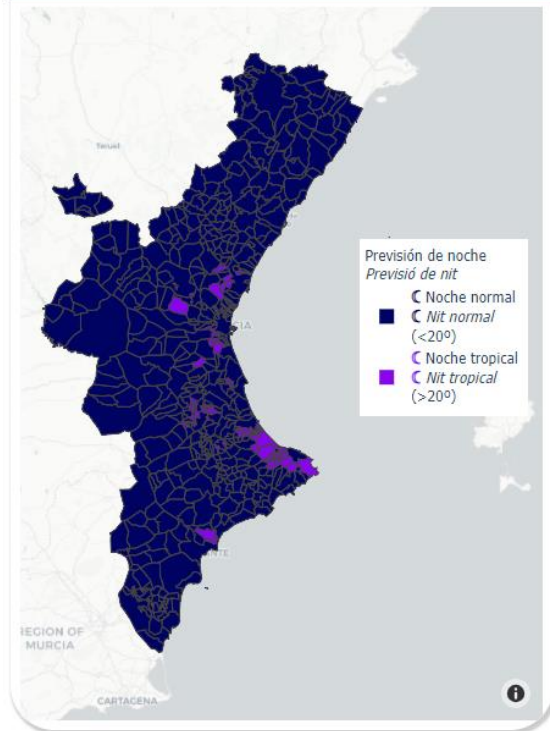 Teruel
Previsión de noche
Previsió de nit
Noche normal
Nit normal
(<20º)
Noche tropical
Nit tropical
(>20º)
REGION OF
MURCIA
CARTAGENA